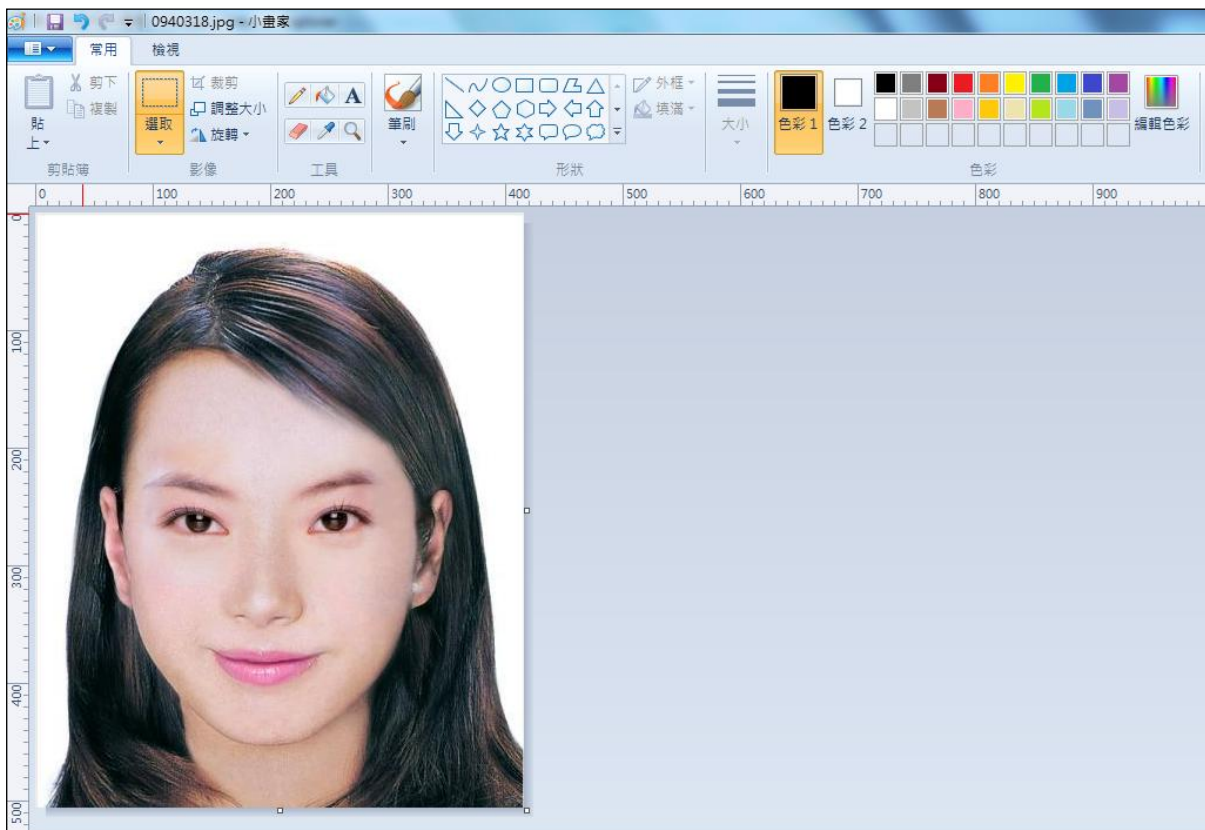 0940318.jpg - 小畫家
常用 檢視
剪下 裁剪 外框
複製 調整大小 填滿
貼上 選取 旋轉 A 筆刷 大小 色彩 1 色彩 2 編輯色彩
剪貼簿 影像 工具 形狀 色彩
0 100 200 300 400 500 600 700 800 900
0
100
200
300
400
500